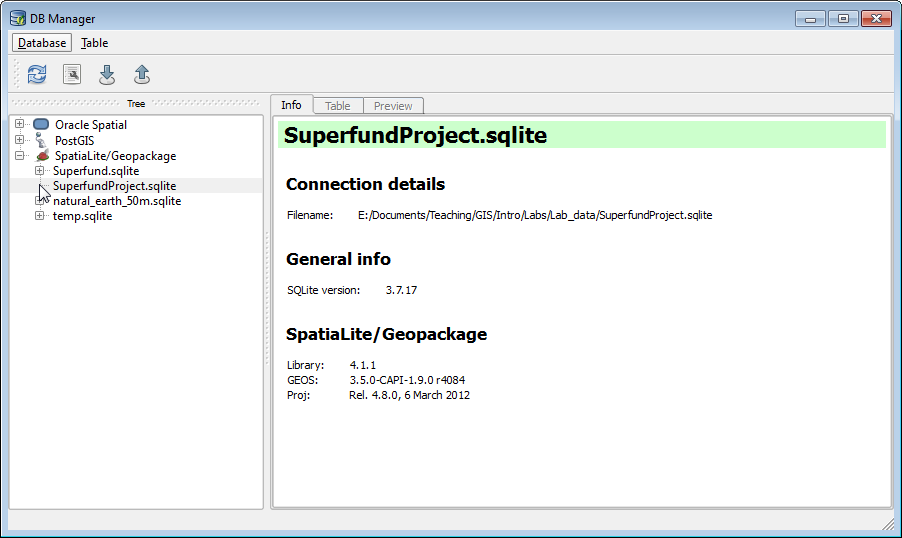 DB Manager
Database Table
Tree
Info Table Preview
Oracle Spatial
PostGIS
SpatiaLite/Geopackage
Superfund.sqlite
SuperfundProject.sqlite
natural_earth_50m.sqlite
temp.sqlite
SuperfundProject.sqlite
Connection details
Filename: E:/Documents/Teaching/GIS/Intro/Labs/Lab_data/SuperfundProject.sqlite
General info
SQLite version: 3.7.17
SpatiaLite/Geopackage
Library: 4.1.1
GEOS: 3.5.0-CAPI-1.9.0 r4084
Proj: Rel. 4.8.0, 6 March 2012